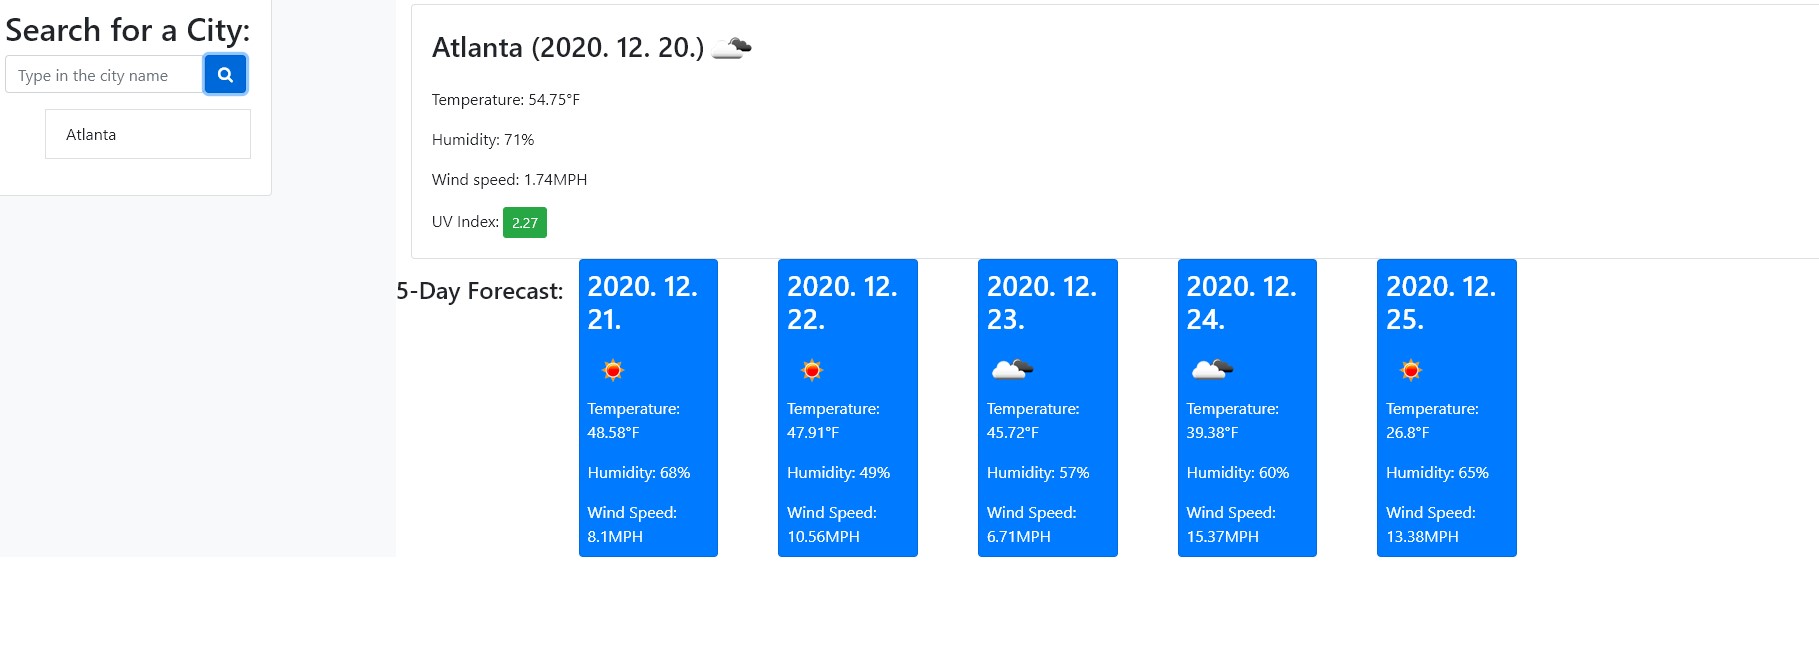 Search for a City:
Type in the city name
Atlanta
Atlanta (2020. 12. 20.)
Temperature: 54.75°F
Humidity: 71%
Wind speed: 1.74MPH
UV Index: 2.27
5-Day Forecast:
2020. 12.
21.
Temperature:
48.58°F
Humidity: 68%
Wind Speed:
8.1MPH
2020. 12.
22.
Temperature:
47.91°F
Humidity: 49%
Wind Speed:
10.56MPH
2020. 12.
23.
Temperature:
45.72°F
Humidity: 57%
Wind Speed:
6.71MPH
2020. 12.
24.
Temperature:
39.38°F
Humidity: 60%
Wind Speed:
15.37MPH
2020. 12.
25.
Temperature:
26.8°F
Humidity: 65%
Wind Speed:
13.38MPH